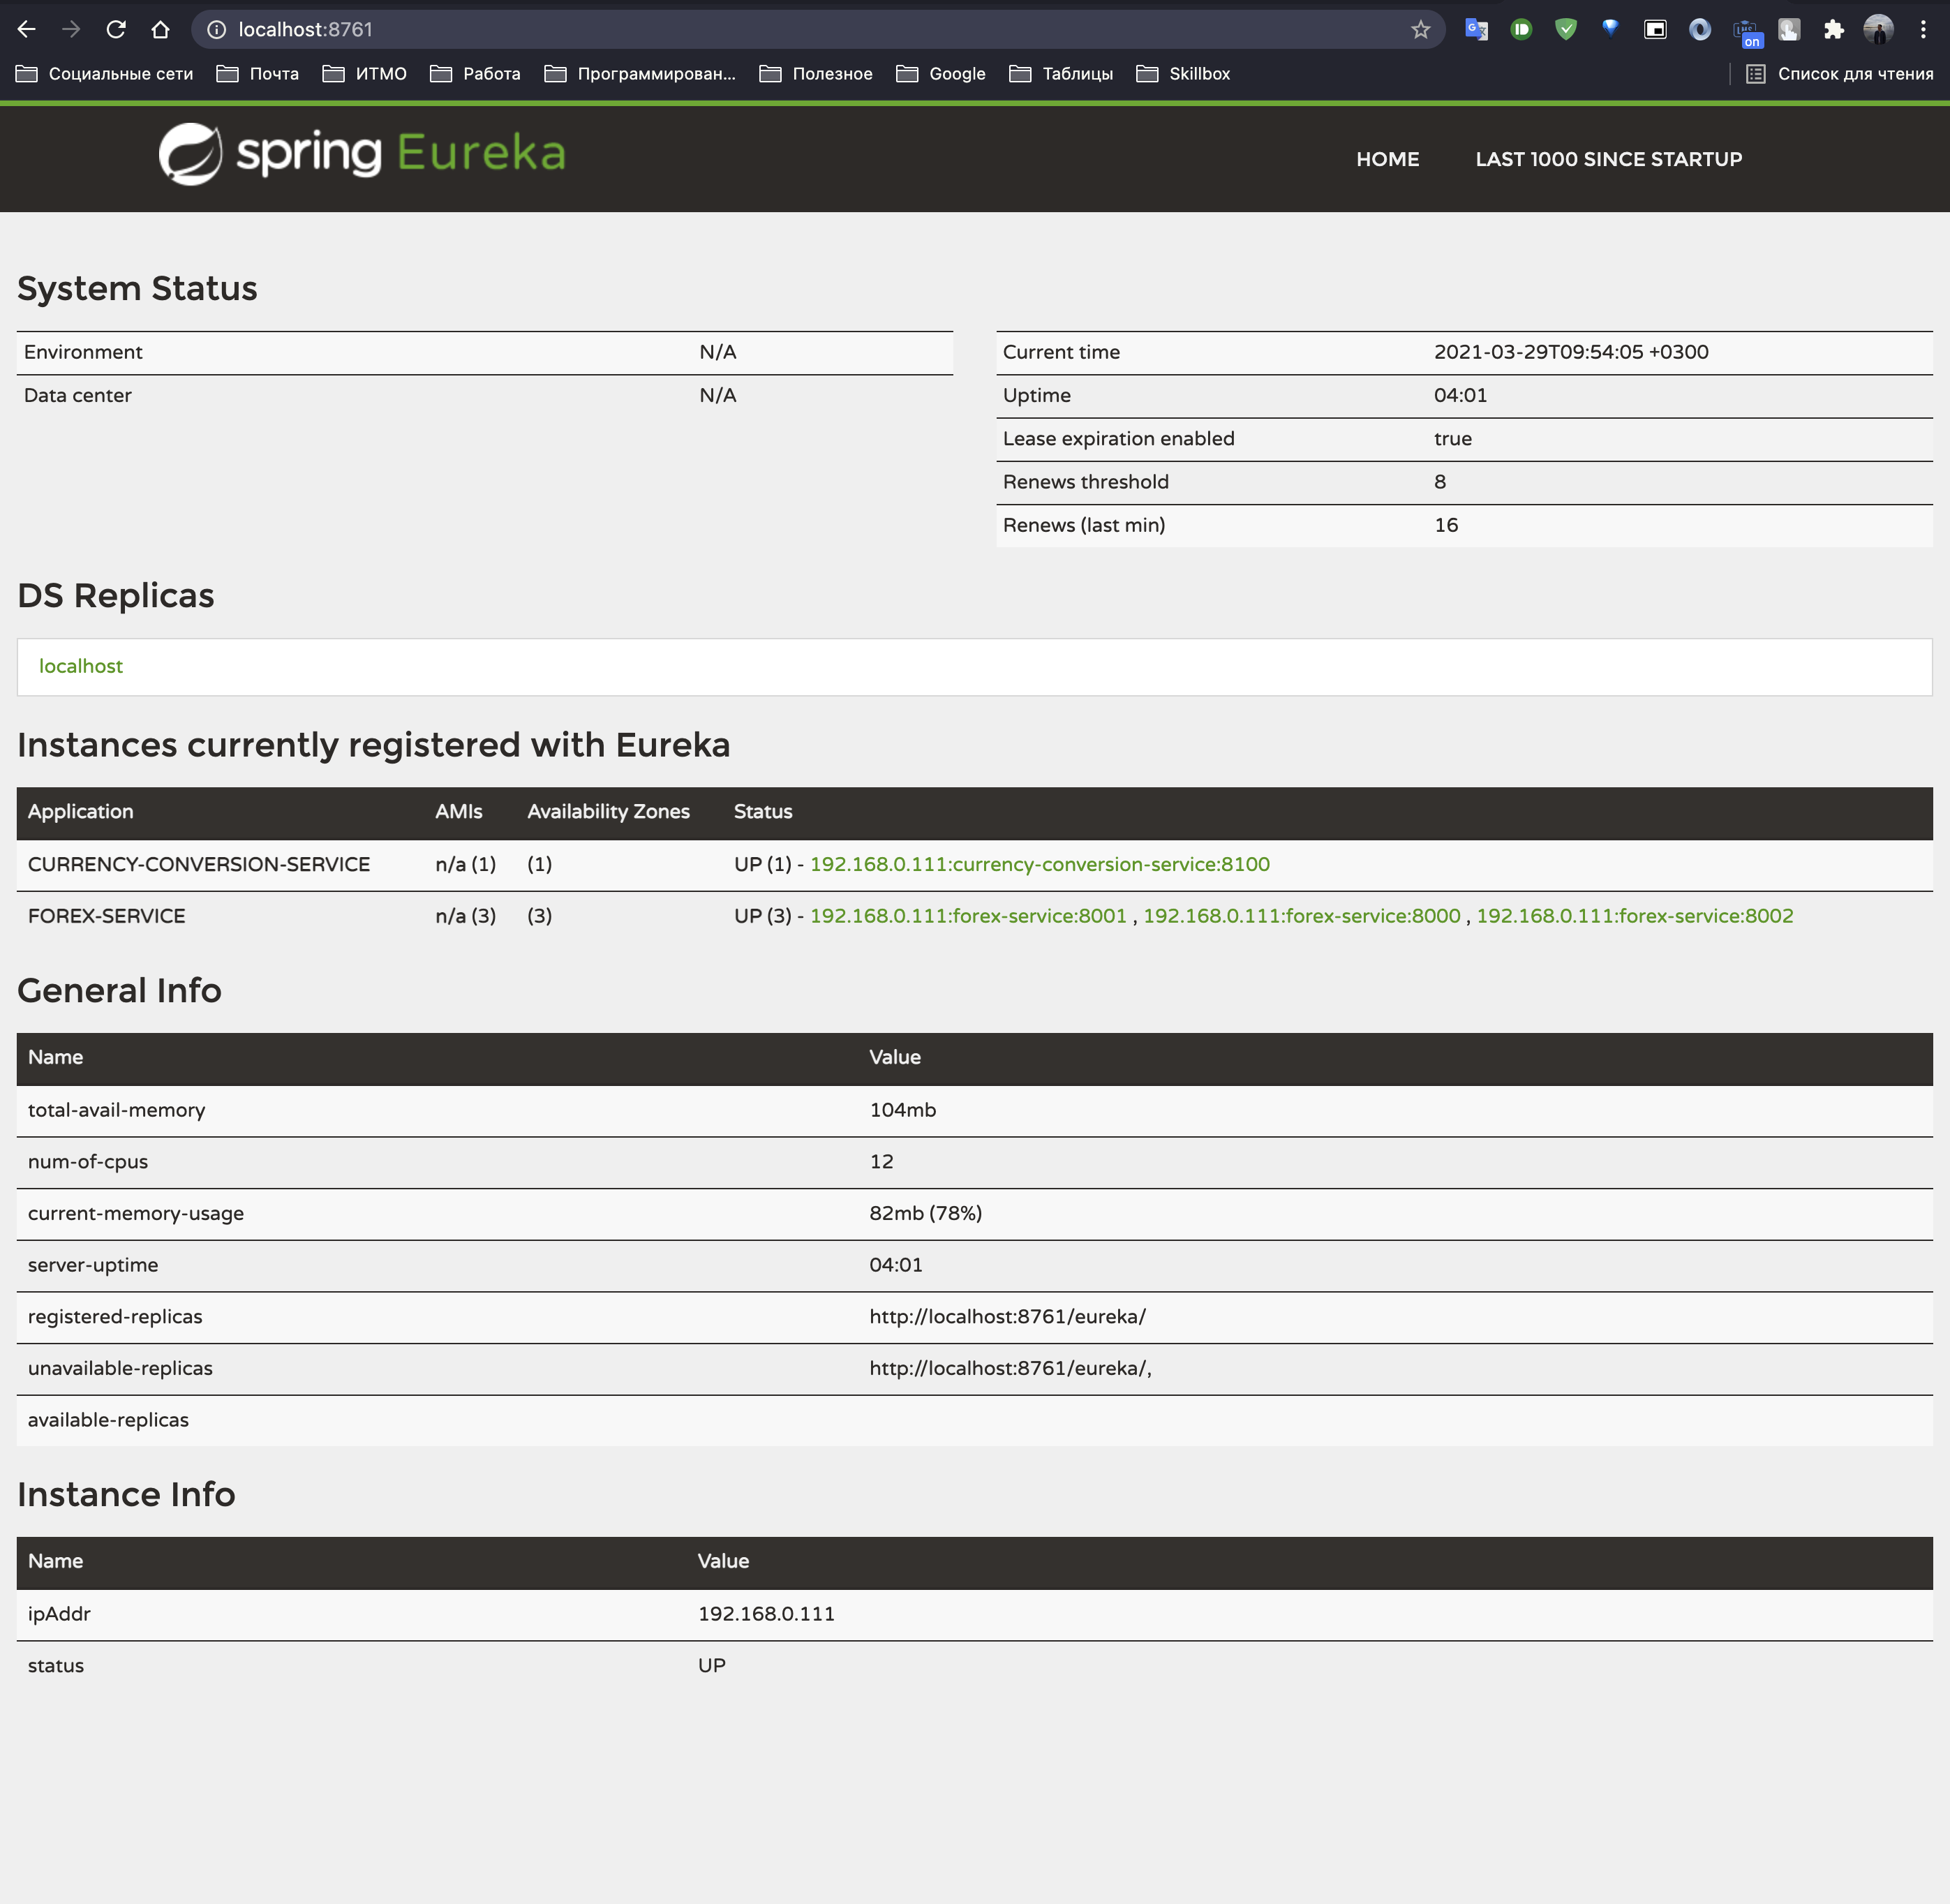 localhost:8761
on
Социальные сети Почта ИТМО Работа Программирован... Полезное Google Таблицы Skillbox Список для чтения
spring Eureka HOME LAST 1000 SINCE STARTUP
System Status
Environment N/A Current time 2021-03-29T09:54:05 +0300
Data center N/A Uptime 04:01
Lease expiration enabled true
Renews threshold 8
Renews (last min) 16
DS Replicas
localhost
Instances currently registered with Eureka
Application AMIs Availability Zones Status
CURRENCY-CONVERSION-SERVICE n/a (1) (1) UP (1) - 192.168.0.111:currency-conversion-service:8100
FOREX-SERVICE n/a (3) (3) UP (3) - 192.168.0.111:forex-service:8001 , 192.168.0.111:forex-service:8000 , 192.168.0.111:forex-service:8002
General Info
Name Value
total-avail-memory 104mb
num-of-cpus 12
current-memory-usage 82mb (78%)
server-uptime 04:01
registered-replicas http://localhost:8761/eureka/
unavailable-replicas http://localhost:8761/eureka/,
available-replicas
Instance Info
Name Value
ipAddr 192.168.0.111
status UP